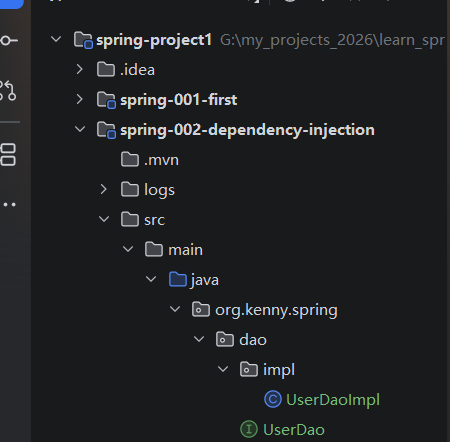 spring-project1 G:\my_projects_2026\learn_spr
.idea
spring-001-first
spring-002-dependency-injection
.mvn
logs
src
main
java
org.kenny.spring
dao
impl
UserDaoImpl
UserDao